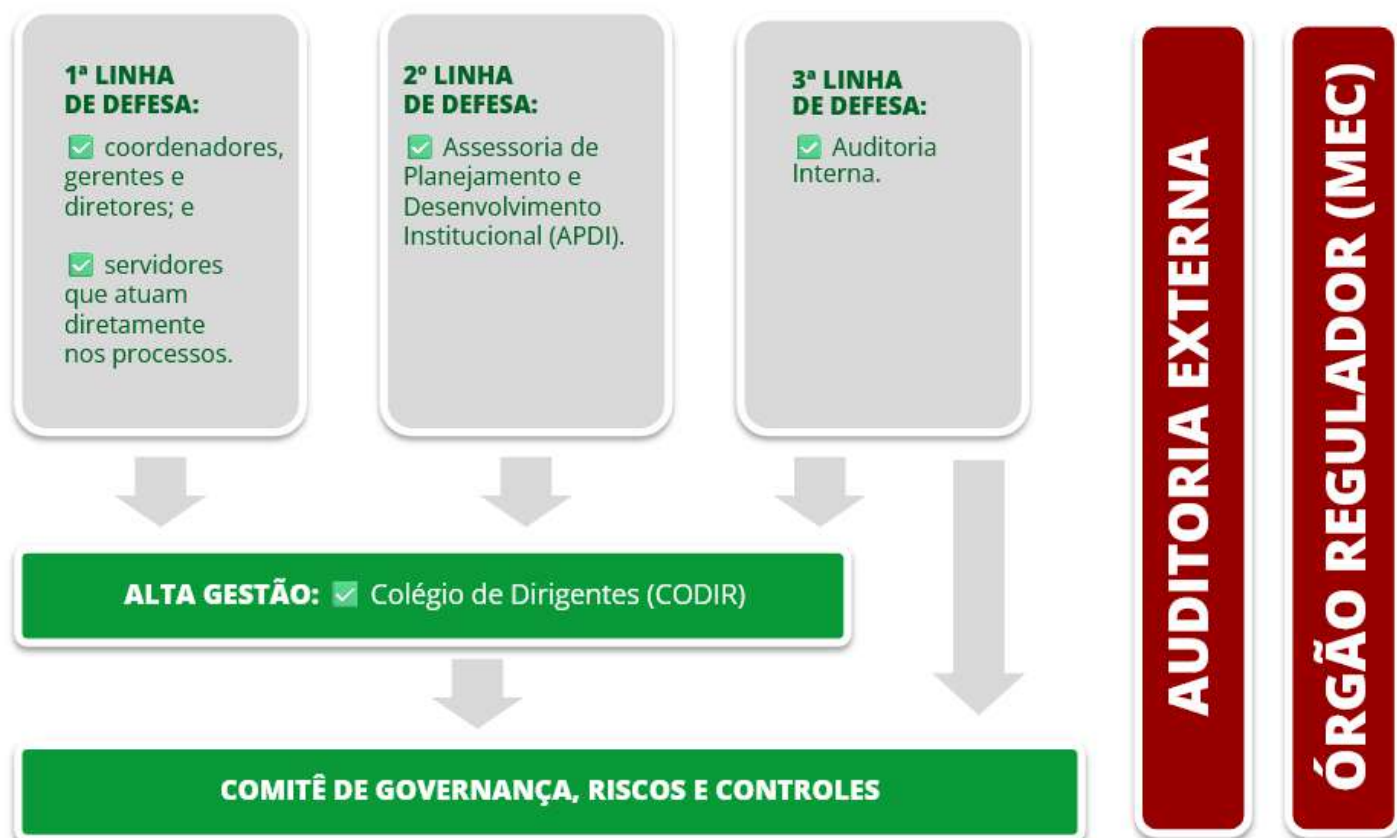 1ª LINHA
DE DEFESA:
✅ coordenadores,
gerentes e
diretores; e
✅ servidores
que atuam
diretamente
nos processos.
2º LINHA
DE DEFESA:
✅ Assessoria de
Planejamento e
Desenvolvimento
Institucional (APDI).
3ª LINHA
DE DEFESA:
✅ Auditoria
Interna.
ALTA GESTÃO: ✅ Colégio de Dirigentes (CODIR)
COMITÊ DE GOVERNANÇA, RISCOS E CONTROLES
AUDITORIA EXTERNA
ÓRGÃO REGULADOR (MEC)